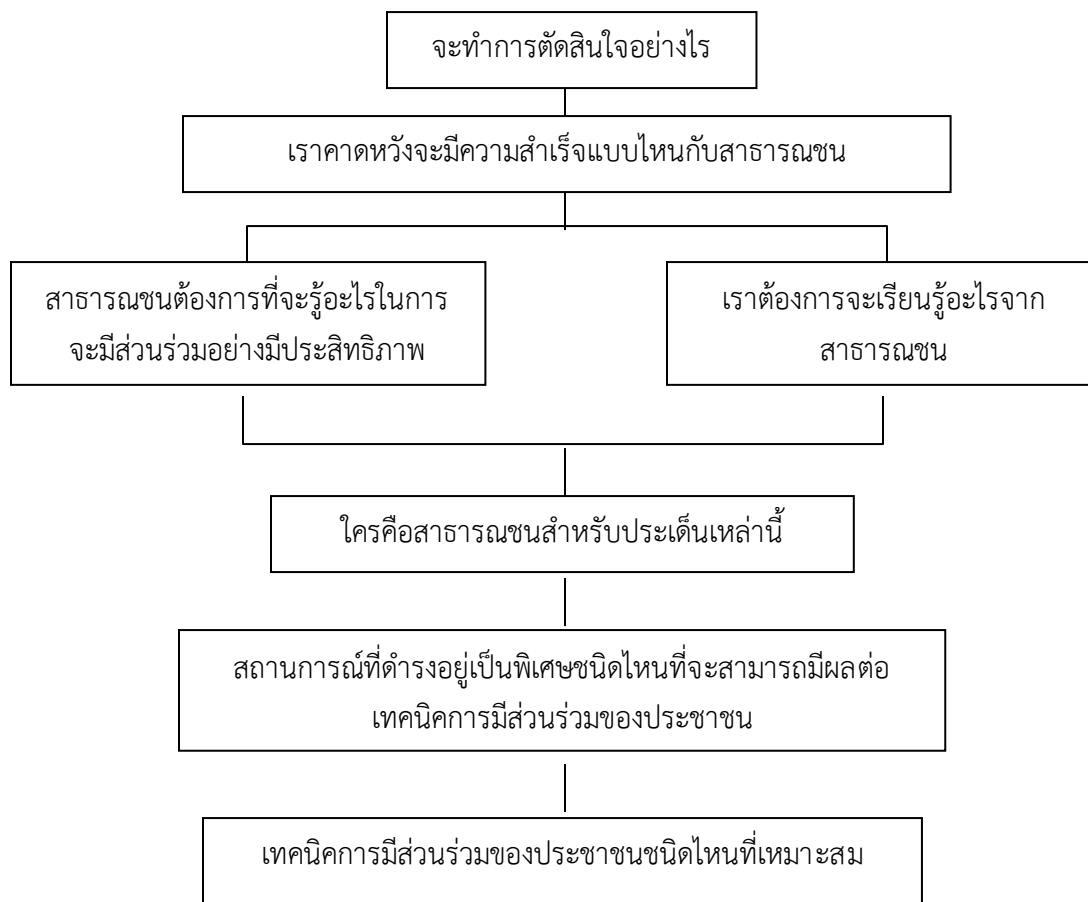 จะทำการตัดสินใจอย่างไร
เราคาดหวังจะมีความสำเร็จแบบไหนกับสาธารณชน
สาธารณชนต้องการที่จะรู้อะไรในการ
จะมีส่วนร่วมอย่างมีประสิทธิภาพ
เราต้องการจะเรียนรู้อะไรจาก
สาธารณชน
ใครคือสาธารณชนสำหรับประเด็นเหล่านี้
สถานการณ์ที่ดำรงอยู่เป็นพิเศษชนิดไหนที่จะสามารถมีผลต่อ
เทคนิคการมีส่วนร่วมของประชาชน
เทคนิคการมีส่วนร่วมของประชาชนชนิดไหนที่เหมาะสม